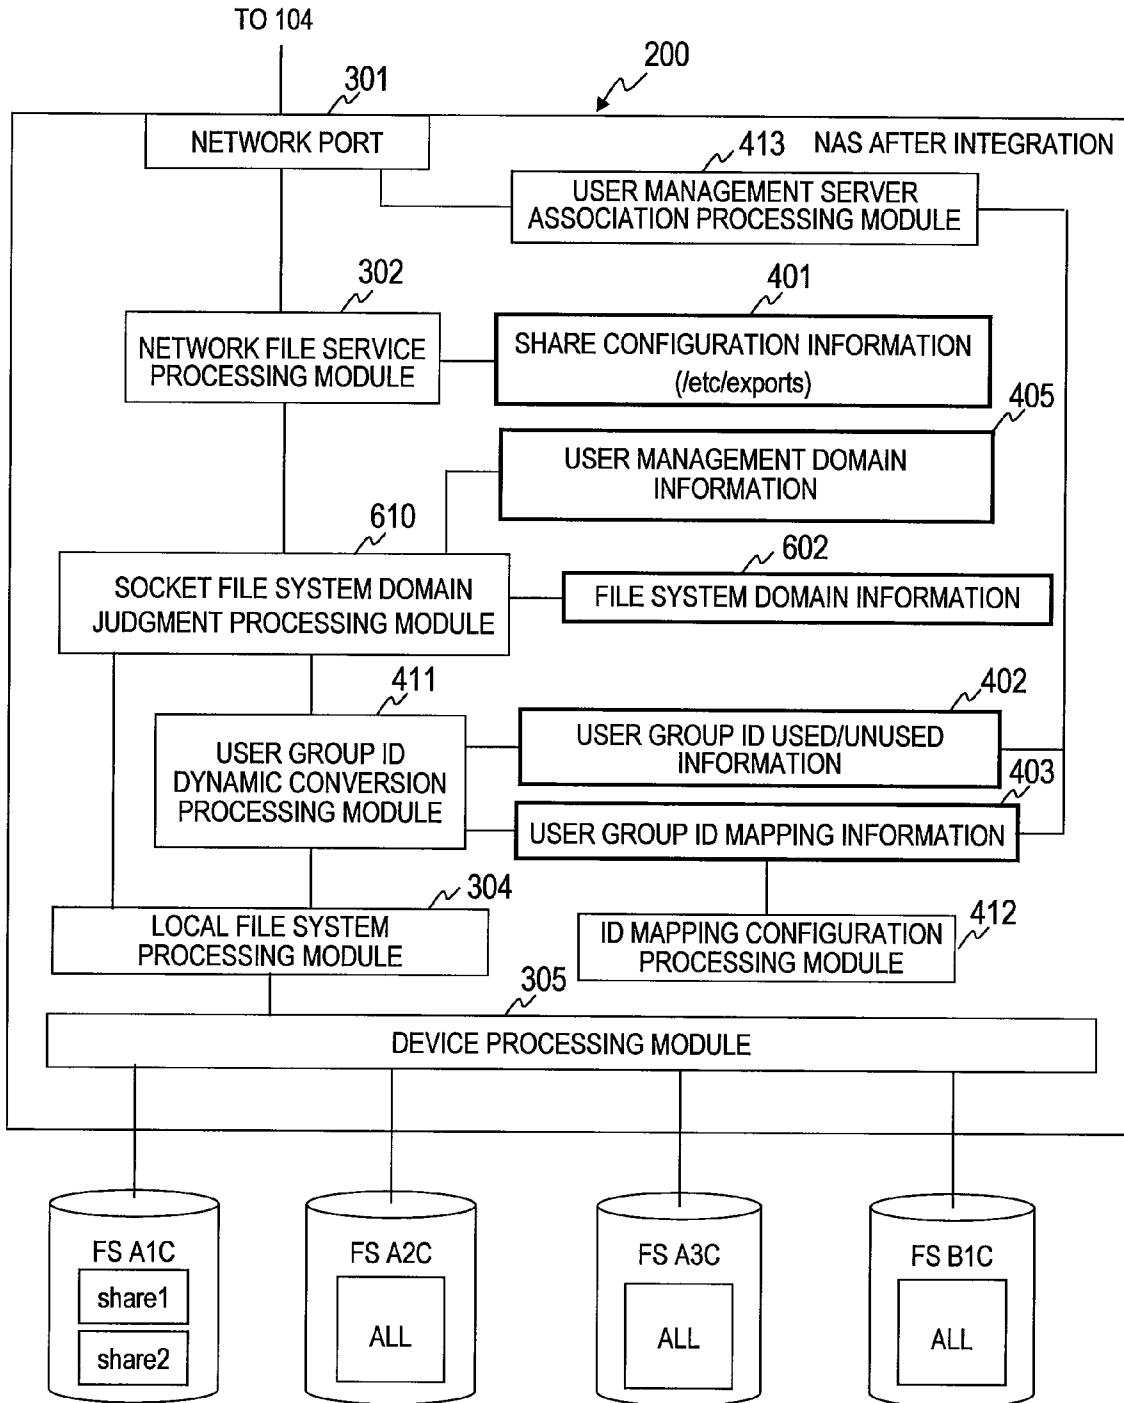 TO 104
200
301
NETWORK PORT
NAS AFTER INTEGRATION
413
USER MANAGEMENT SERVER
ASSOCIATION PROCESSING MODULE
302
NETWORK FILE SERVICE
PROCESSING MODULE
401
SHARE CONFIGURATION INFORMATION
(/etc/exports)
405
USER MANAGEMENT DOMAIN
INFORMATION
610
SOCKET FILE SYSTEM DOMAIN
JUDGMENT PROCESSING MODULE
602
FILE SYSTEM DOMAIN INFORMATION
411
USER GROUP ID
DYNAMIC CONVERSION
PROCESSING MODULE
402
USER GROUP ID USED/UNUSED
INFORMATION
403
USER GROUP ID MAPPING INFORMATION
304
LOCAL FILE SYSTEM
PROCESSING MODULE
412
ID MAPPING CONFIGURATION
PROCESSING MODULE
305
DEVICE PROCESSING MODULE
FS A1C
share1
share2
FS A2C
ALL
FS A3C
ALL
FS B1C
ALL